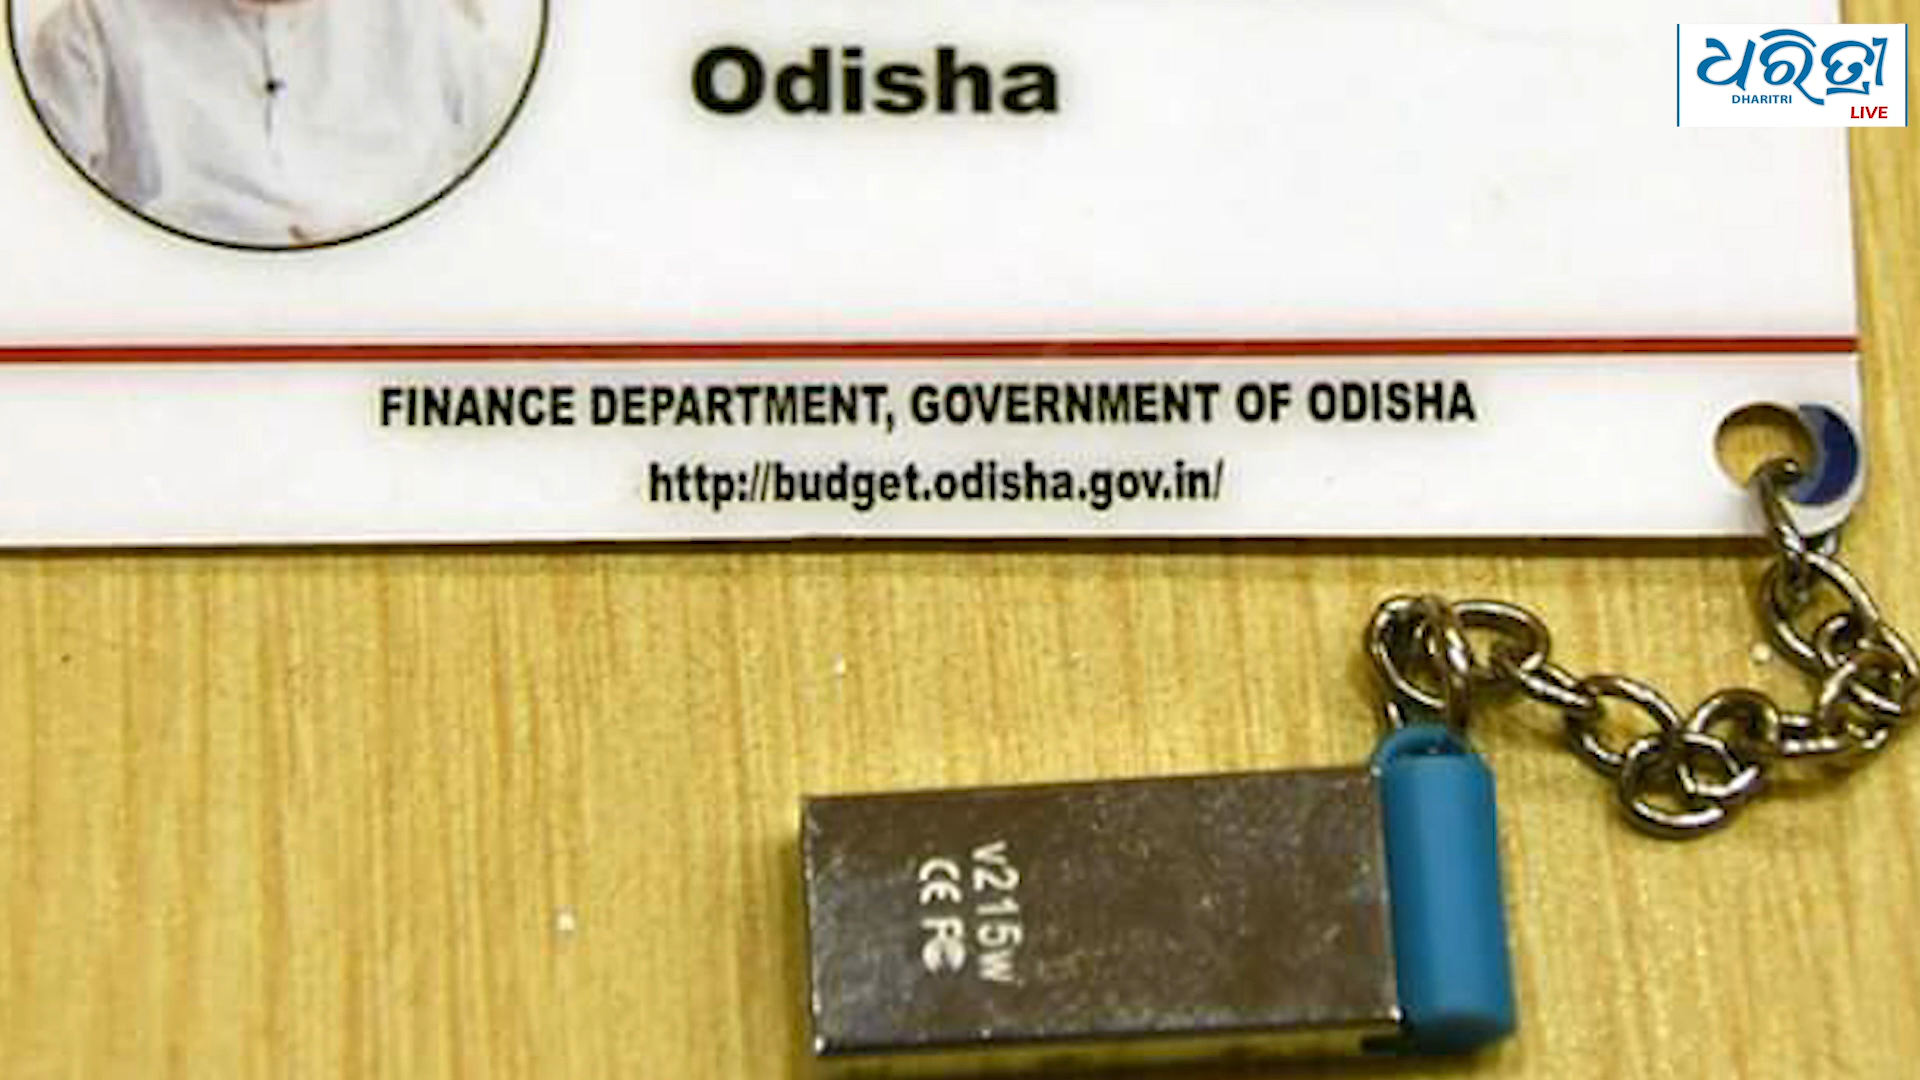 Odisha
ଧରିତ୍ରୀ
DHARITRI
LIVE
FINANCE DEPARTMENT, GOVERNMENT OF ODISHA
http://budget.odisha.gov.in/
v215w
CE FC